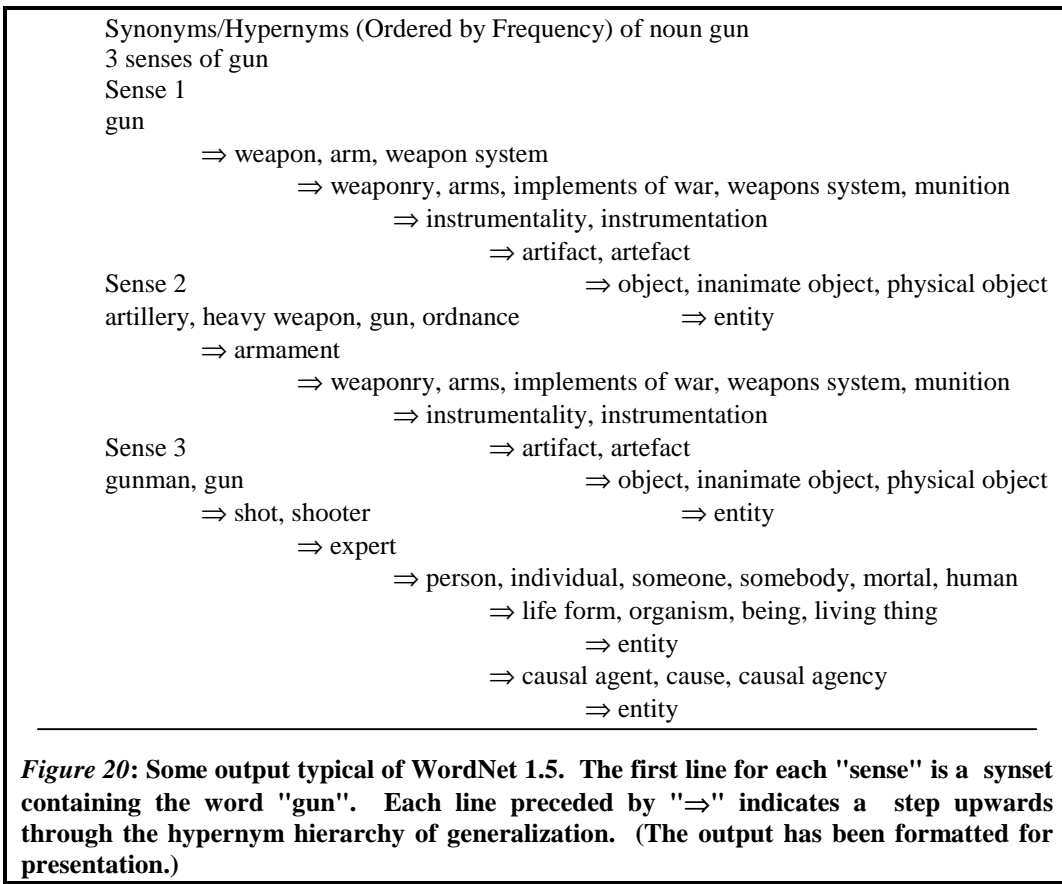 Synonyms/Hypernyms (Ordered by Frequency) of noun gun
3 senses of gun
Sense 1
gun
⇒ weapon, arm, weapon system
⇒ weaponry, arms, implements of war, weapons system, munition
⇒ instrumentality, instrumentation
⇒ artifact, artefact
Sense 2 ⇒ object, inanimate object, physical object
artillery, heavy weapon, gun, ordnance ⇒ entity
⇒ armament
⇒ weaponry, arms, implements of war, weapons system, munition
⇒ instrumentality, instrumentation
Sense 3 ⇒ artifact, artefact
gunman, gun ⇒ object, inanimate object, physical object
⇒ shot, shooter ⇒ entity
⇒ expert
⇒ person, individual, someone, somebody, mortal, human
⇒ life form, organism, being, living thing
⇒ entity
⇒ causal agent, cause, causal agency
⇒ entity
Figure 20: Some output typical of WordNet 1.5. The first line for each "sense" is a synset
containing the word "gun". Each line preceded by "⇒" indicates a step upwards
through the hypernym hierarchy of generalization. (The output has been formatted for
presentation.)